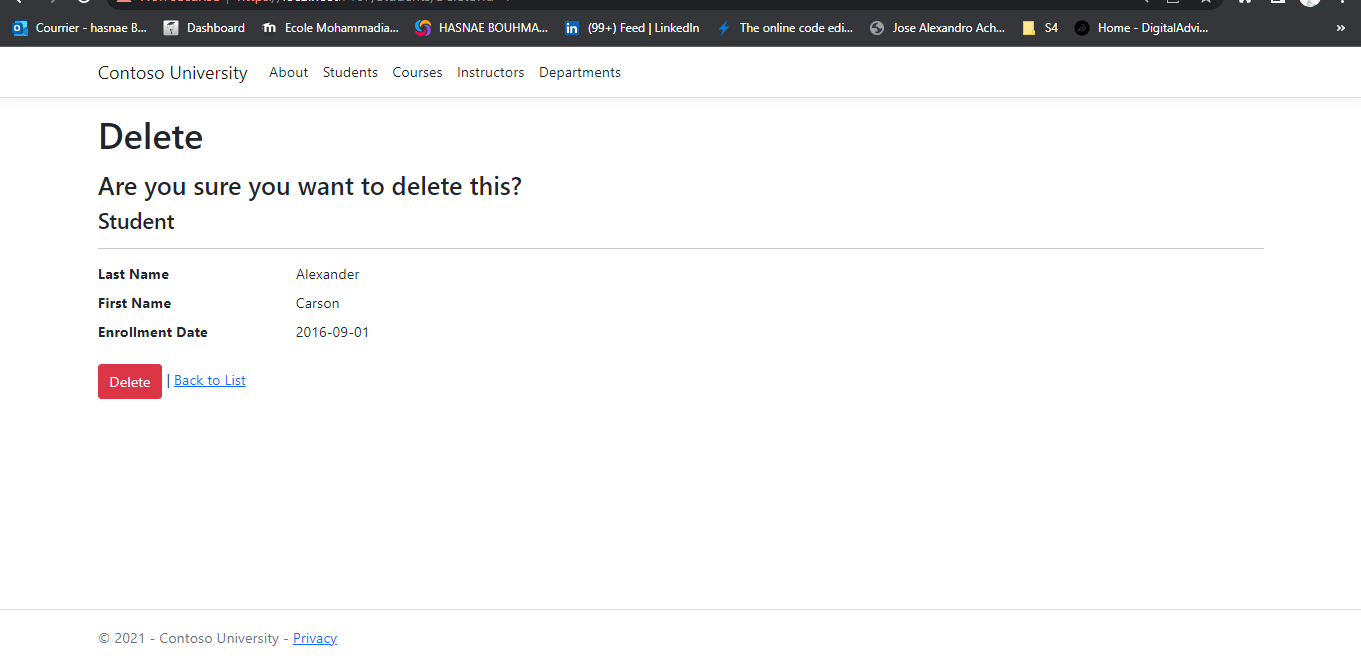 Courrier - hasnae B... Dashboard Ecole Mohammadia... HASNAE BOUHMA... (99+) Feed | LinkedIn The online code edi... Jose Alexandro Ach... S4 Home - DigitalAdvi... »
Contoso University About Students Courses Instructors Departments
Delete
Are you sure you want to delete this?
Student
Last Name Alexander
First Name Carson
Enrollment Date 2016-09-01
Delete | Back to List
© 2021 - Contoso University - Privacy